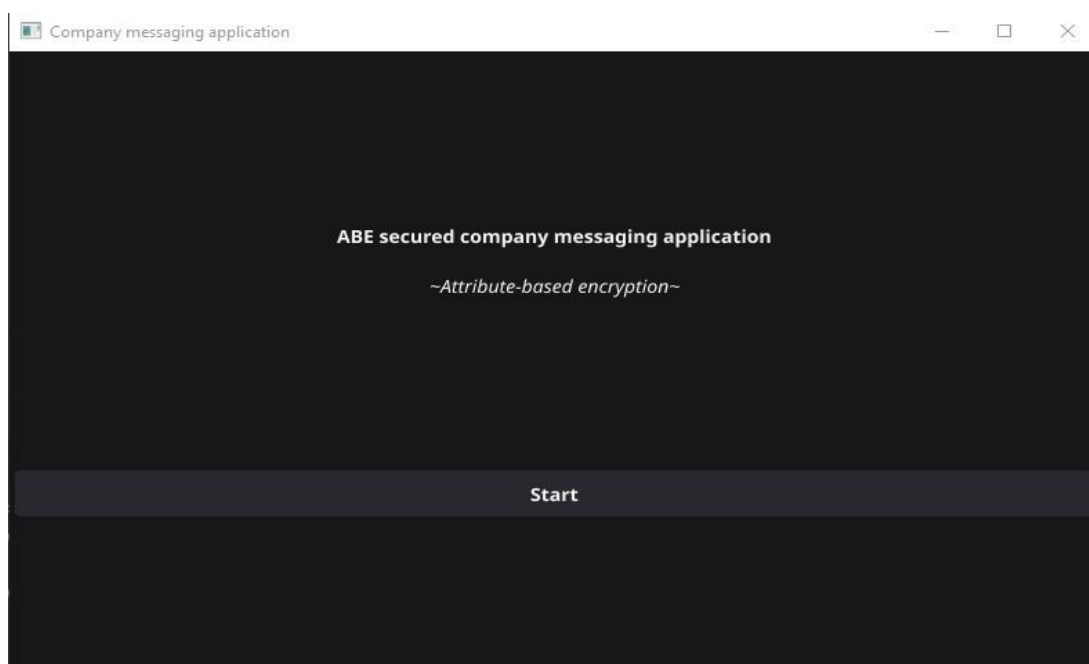 Company messaging application
ABE secured company messaging application
~Attribute-based encryption~
Start